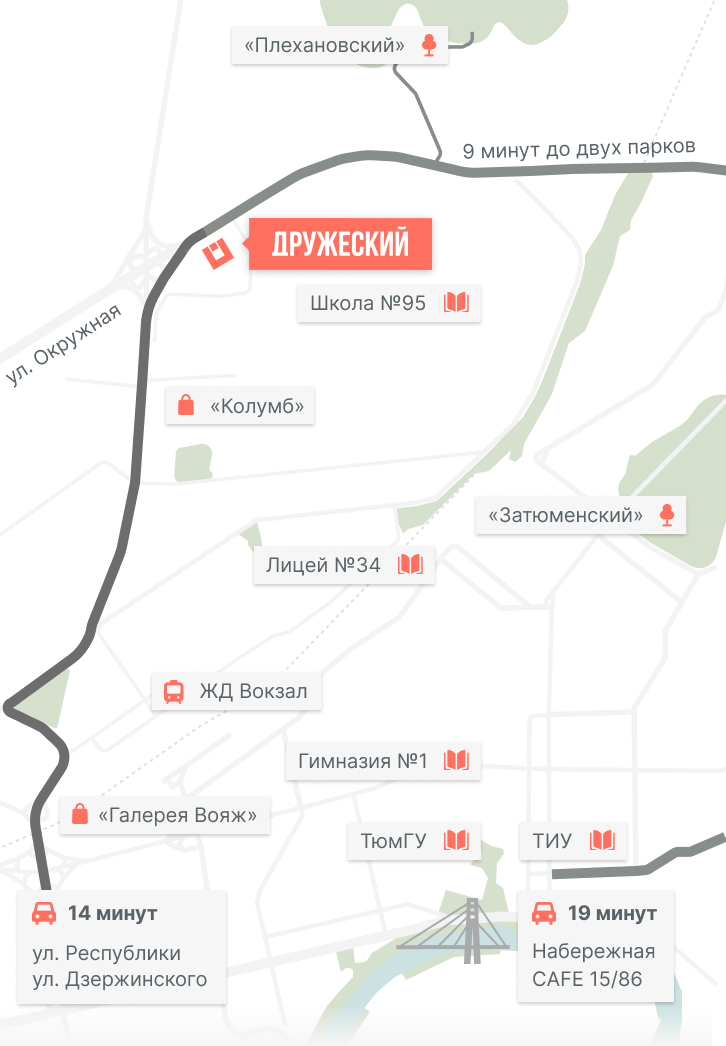 «Плехановский»
9 минут до двух парков
ДРУЖЕСКИЙ
Школа №95
ул. Окружная
«Колумб»
«Затюменский»
Лицей №34
ЖД Вокзал
Гимназия №1
«Галерея Вояж»
ТюмГУ
ТИУ
14 минут
ул. Республики
ул. Дзержинского
19 минут
Набережная
CAFE 15/86